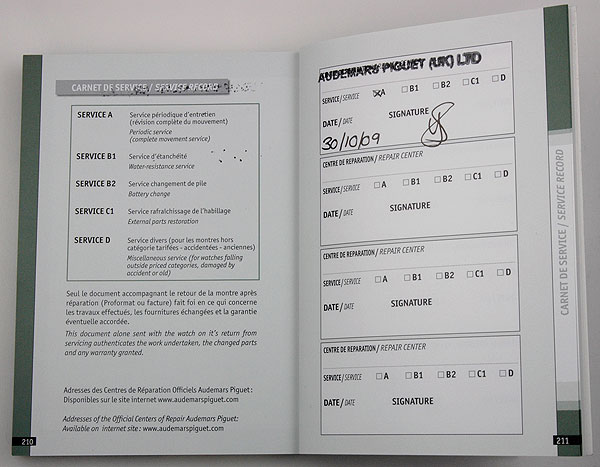 CARNET DE SERVICE / SERVICE RECORD
SERVICE A Service périodique d'entretien
(révision complète du mouvement)
Periodic service
(complete movement service)
SERVICE B1 Service d'étanchéité
Water-resistance service
SERVICE B2 Service changement de pile
Battery change
SERVICE C1 Service rafraîchissage de l'habillage
External parts restoration
SERVICE D Service divers (pour les montres hors
catégorie tarifées - accidentées - anciennes)
Miscellaneous service (for watches falling
outside priced categories, damaged by
accident or old)
Seul le document accompagnant le retour de la montre après
réparation (Proformat ou facture) fait foi en ce qui concerne
les travaux effectués, les fournitures échangées et la garantie
éventuelle accordée.
This document alone sent with the watch on it's return from
servicing authenticates the work undertaken, the changed parts
and any warranty granted.
Adresses des Centres de Réparation Officiels Audemars Piguet:
Disponibles sur le site internet www.audemarspiguet.com
Addresses of the Official Centers of Repair Audemars Piguet:
Available on internet site: www.audemarspiguet.com
210
AUDEMARS PIGUET (UK) LTD
SERVICE / SERVICE A B1 B2 C1 D
DATE / DATE SIGNATURE
30/10/09
CENTRE DE REPARATION / REPAIR CENTER
SERVICE / SERVICE A B1 B2 C1 D
DATE / DATE SIGNATURE
CENTRE DE REPARATION / REPAIR CENTER
SERVICE / SERVICE A B1 B2 C1 D
DATE / DATE SIGNATURE
CENTRE DE REPARATION / REPAIR CENTER
SERVICE / SERVICE A B1 B2 C1 D
DATE / DATE SIGNATURE
CARNET DE SERVICE / SERVICE RECORD
211